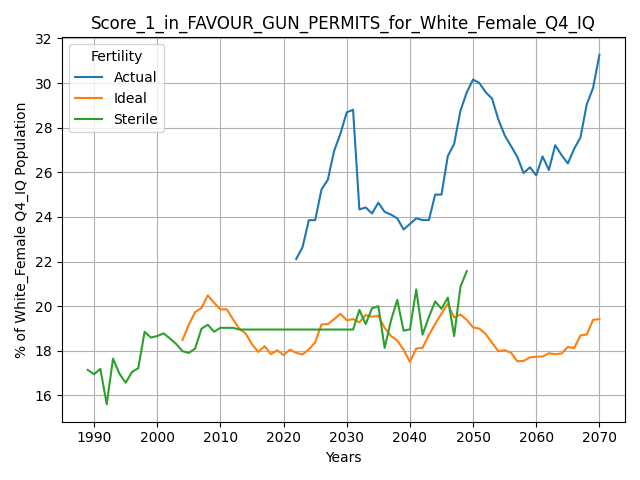 Score_1_in_FAVOUR_GUN_PERMITS_for_White_Female_Q4_IQ
Fertility
Actual
Ideal
Sterile
% of White_Female Q4_IQ Population
32
30
28
26
24
22
20
18
16
1990 2000 2010 2020 2030 2040 2050 2060 2070
Years